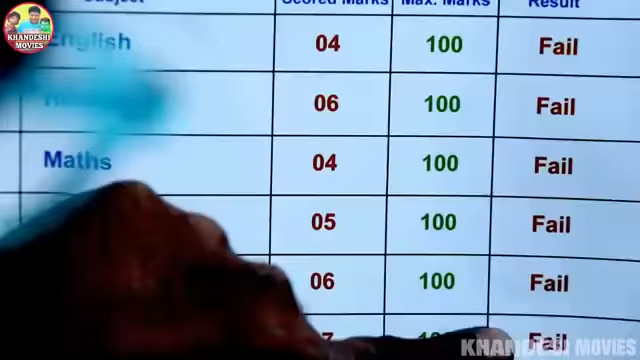 KHANDESHI
MOVIES
Subject Scored Marks Max. Marks Result
English 04 100 Fail
06 100 Fail
Maths 04 100 Fail
05 100 Fail
06 100 Fail
Fail
KHANDESHI MOVIES